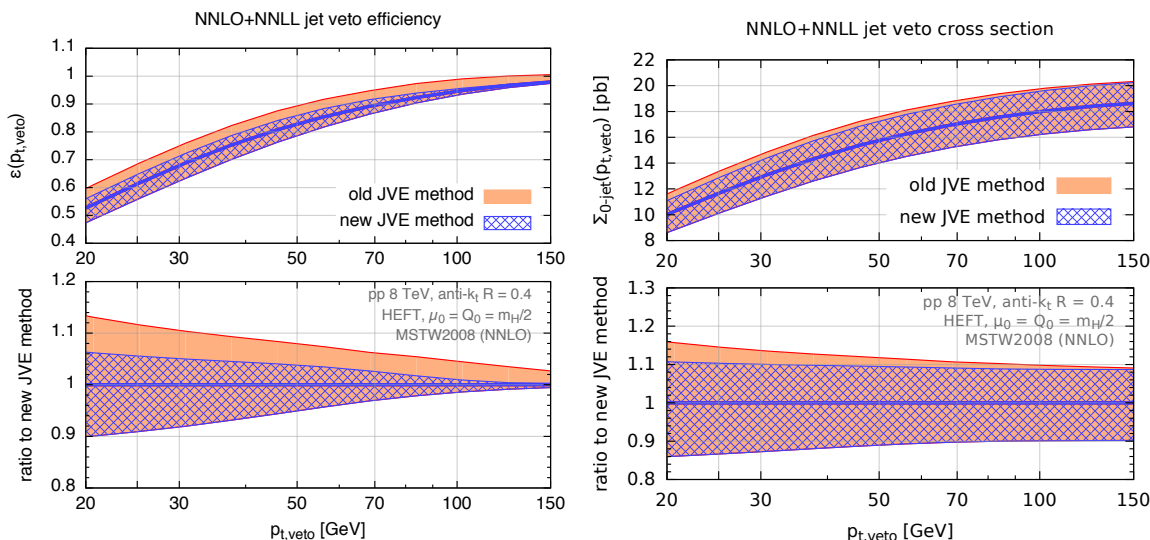 NNLO+NNLL jet veto efficiency
ε(pt,veto)
1.1
1
0.9
0.8
0.7
0.6
0.5
0.4
old JVE method
new JVE method
20 30 50 70 100 150
ratio to new JVE method
1.2
1.1
1
0.9
0.8
pp 8 TeV, anti-kt R = 0.4
HEFT, μ0 = Q0 = mH/2
MSTW2008 (NNLO)
20 30 50 70 100 150
pt,veto [GeV]
NNLO+NNLL jet veto cross section
Σ0-jet(pt,veto) [pb]
22
20
18
16
14
12
10
8
old JVE method
new JVE method
20 30 50 70 100 150
ratio to new JVE method
1.3
1.2
1.1
1
0.9
0.8
pp 8 TeV, anti-kt R = 0.4
HEFT, μ0 = Q0 = mH/2
MSTW2008 (NNLO)
20 30 50 70 100 150
pt,veto [GeV]